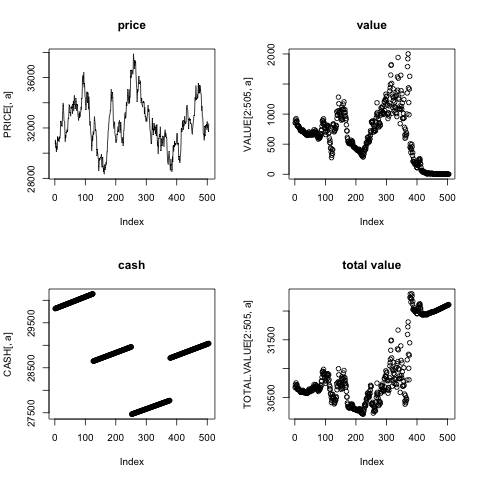 price
PRICE[, a]
28000 32000 36000
0 100 200 300 400 500
Index
value
VALUE[2:505, a]
0 500 1000 2000
0 100 200 300 400 500
Index
cash
CASH[, a]
27500 28500 29500
0 100 200 300 400 500
Index
total value
TOTAL.VALUE[2:505, a]
30500 31500
0 100 200 300 400 500
Index